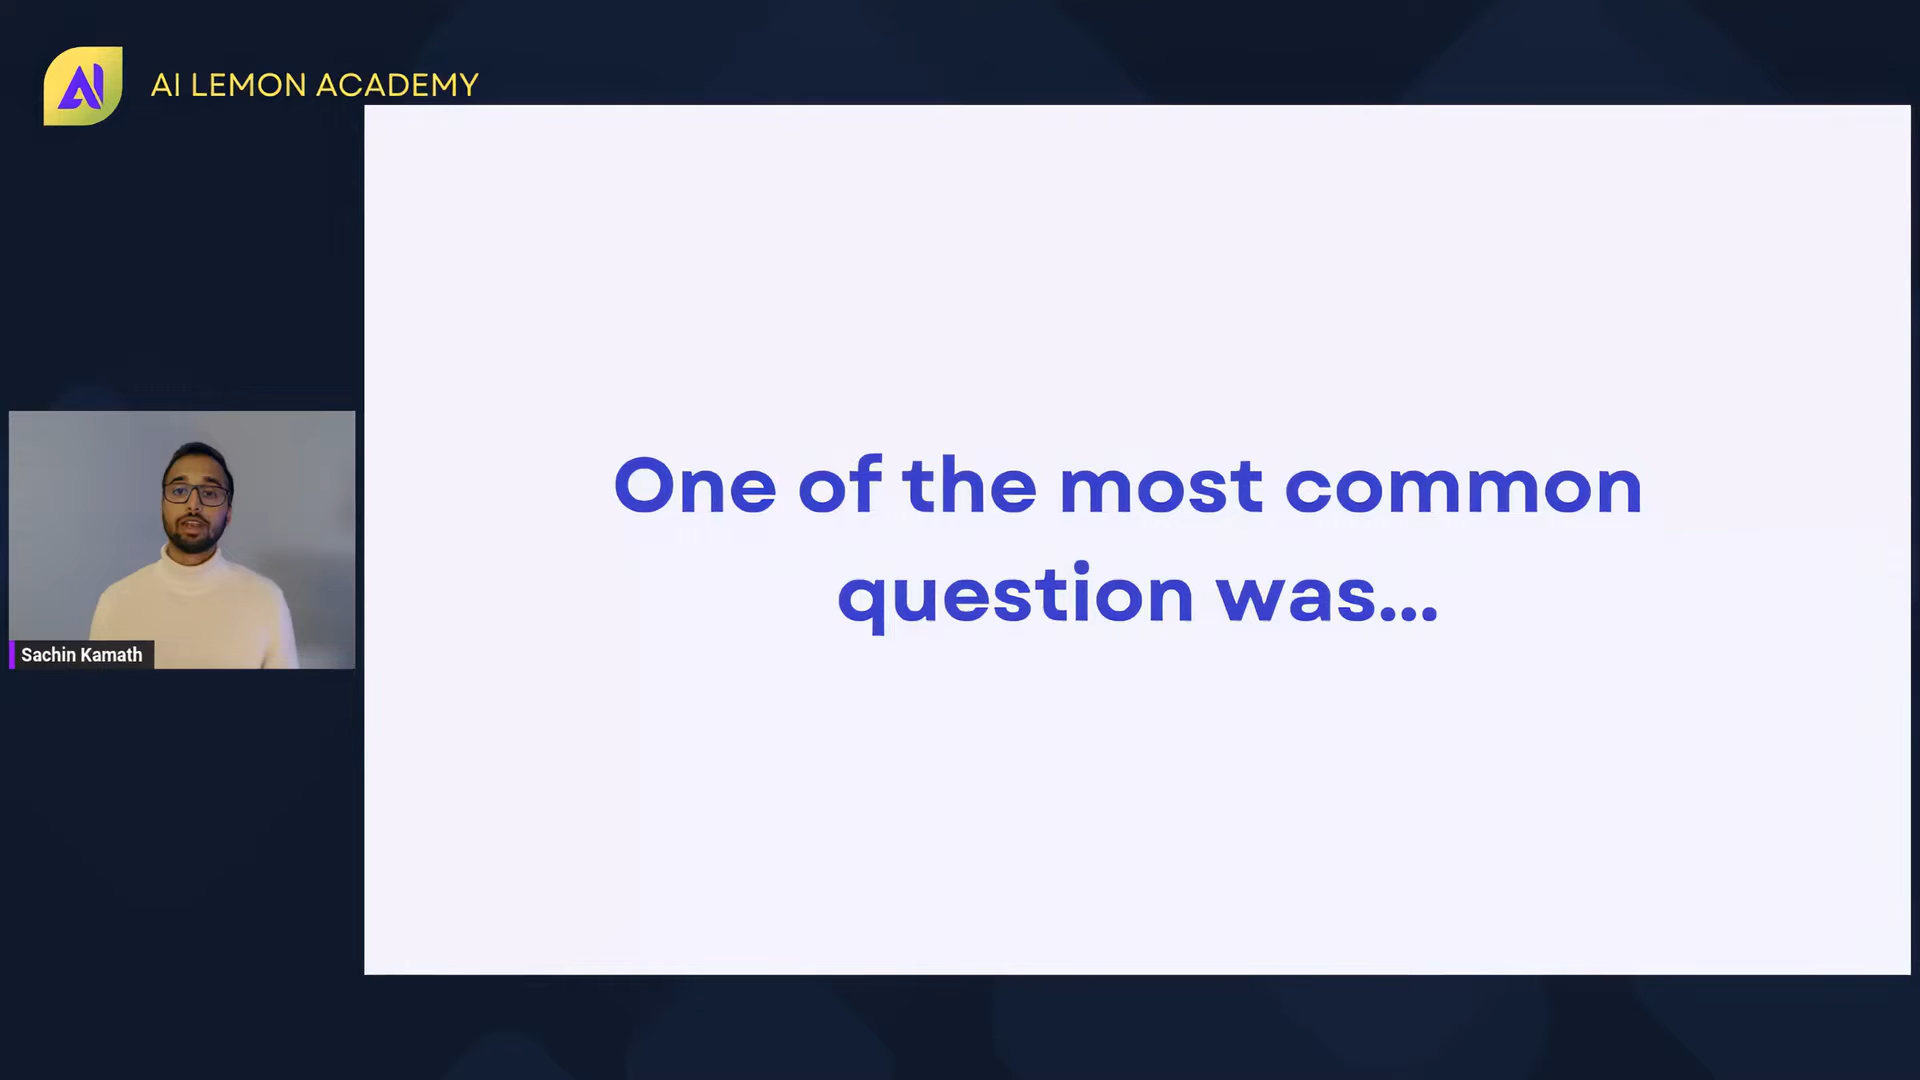 AI LEMON ACADEMY
One of the most common
question was...
Sachin Kamath